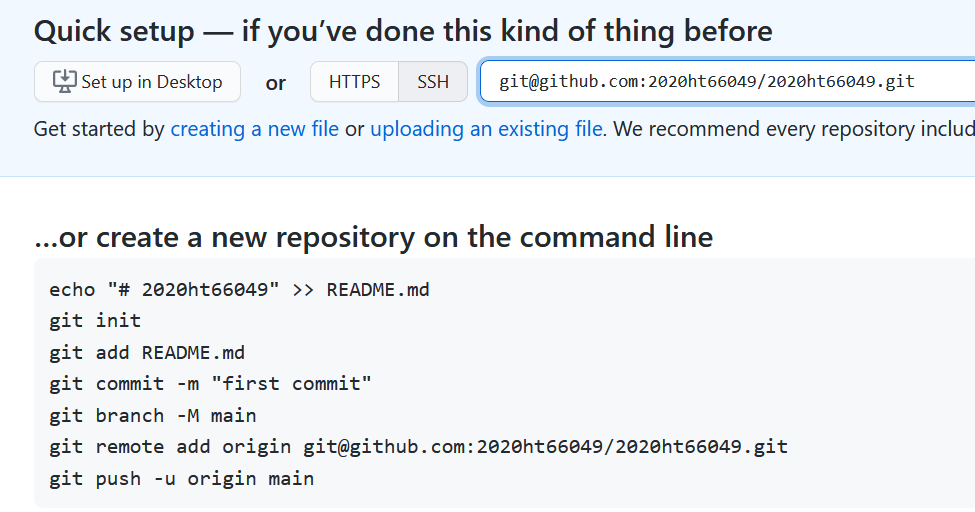 Quick setup — if you’ve done this kind of thing before
Set up in Desktop or HTTPS SSH git@github.com:2020ht66049/2020ht66049.git
Get started by creating a new file or uploading an existing file. We recommend every repository includ
…or create a new repository on the command line
echo "# 2020ht66049" >> README.md
git init
git add README.md
git commit -m "first commit"
git branch -M main
git remote add origin git@github.com:2020ht66049/2020ht66049.git
git push -u origin main